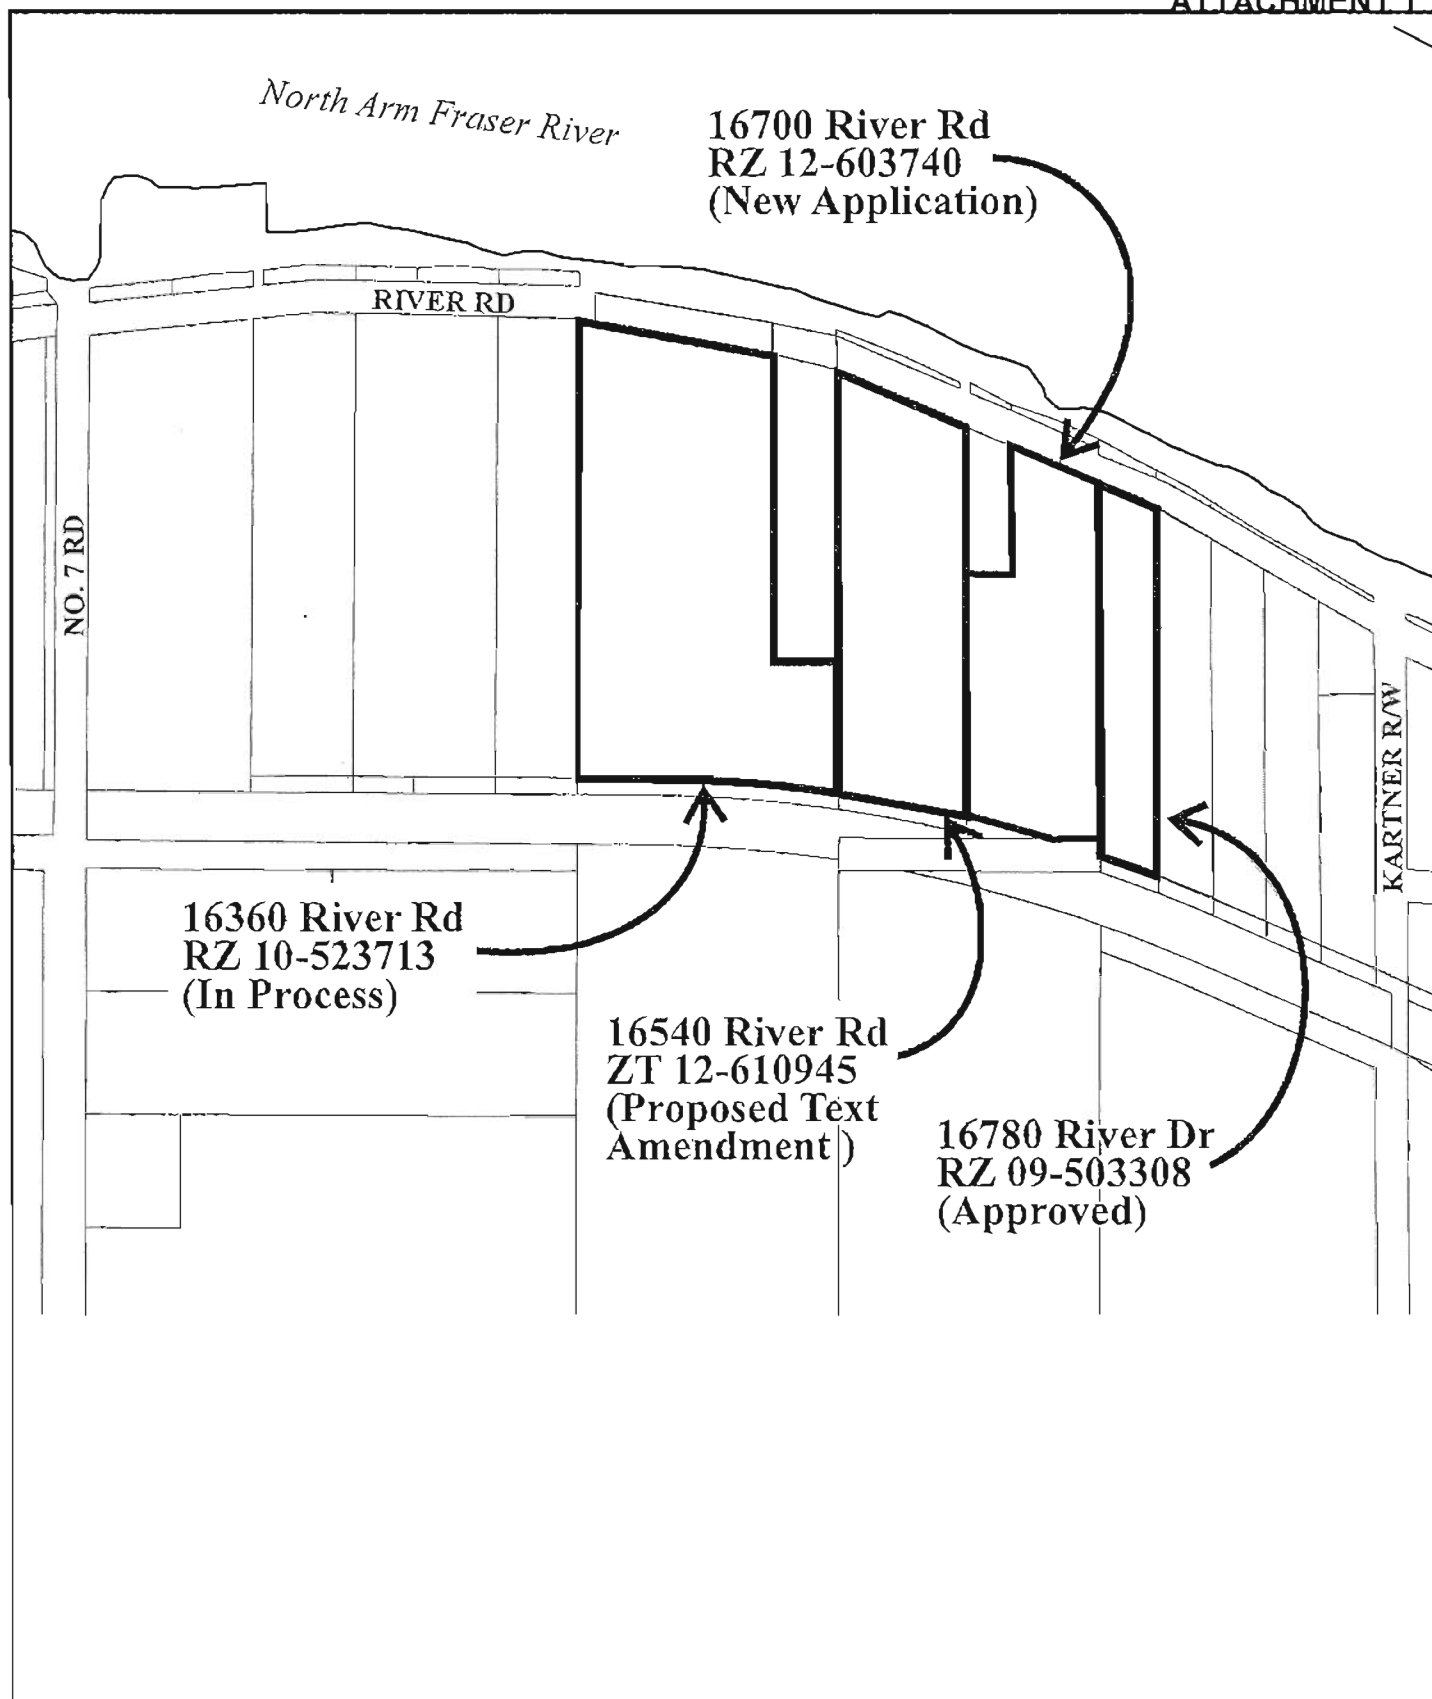 ATTACHMENT 1
North Arm Fraser River
16700 River Rd
RZ 12-603740
(New Application)
RIVER RD
NO. 7 RD
KARTNER R/W
16360 River Rd
RZ 10-523713
(In Process)
16540 River Rd
ZT 12-610945
(Proposed Text
Amendment )
16780 River Dr
RZ 09-503308
(Approved)